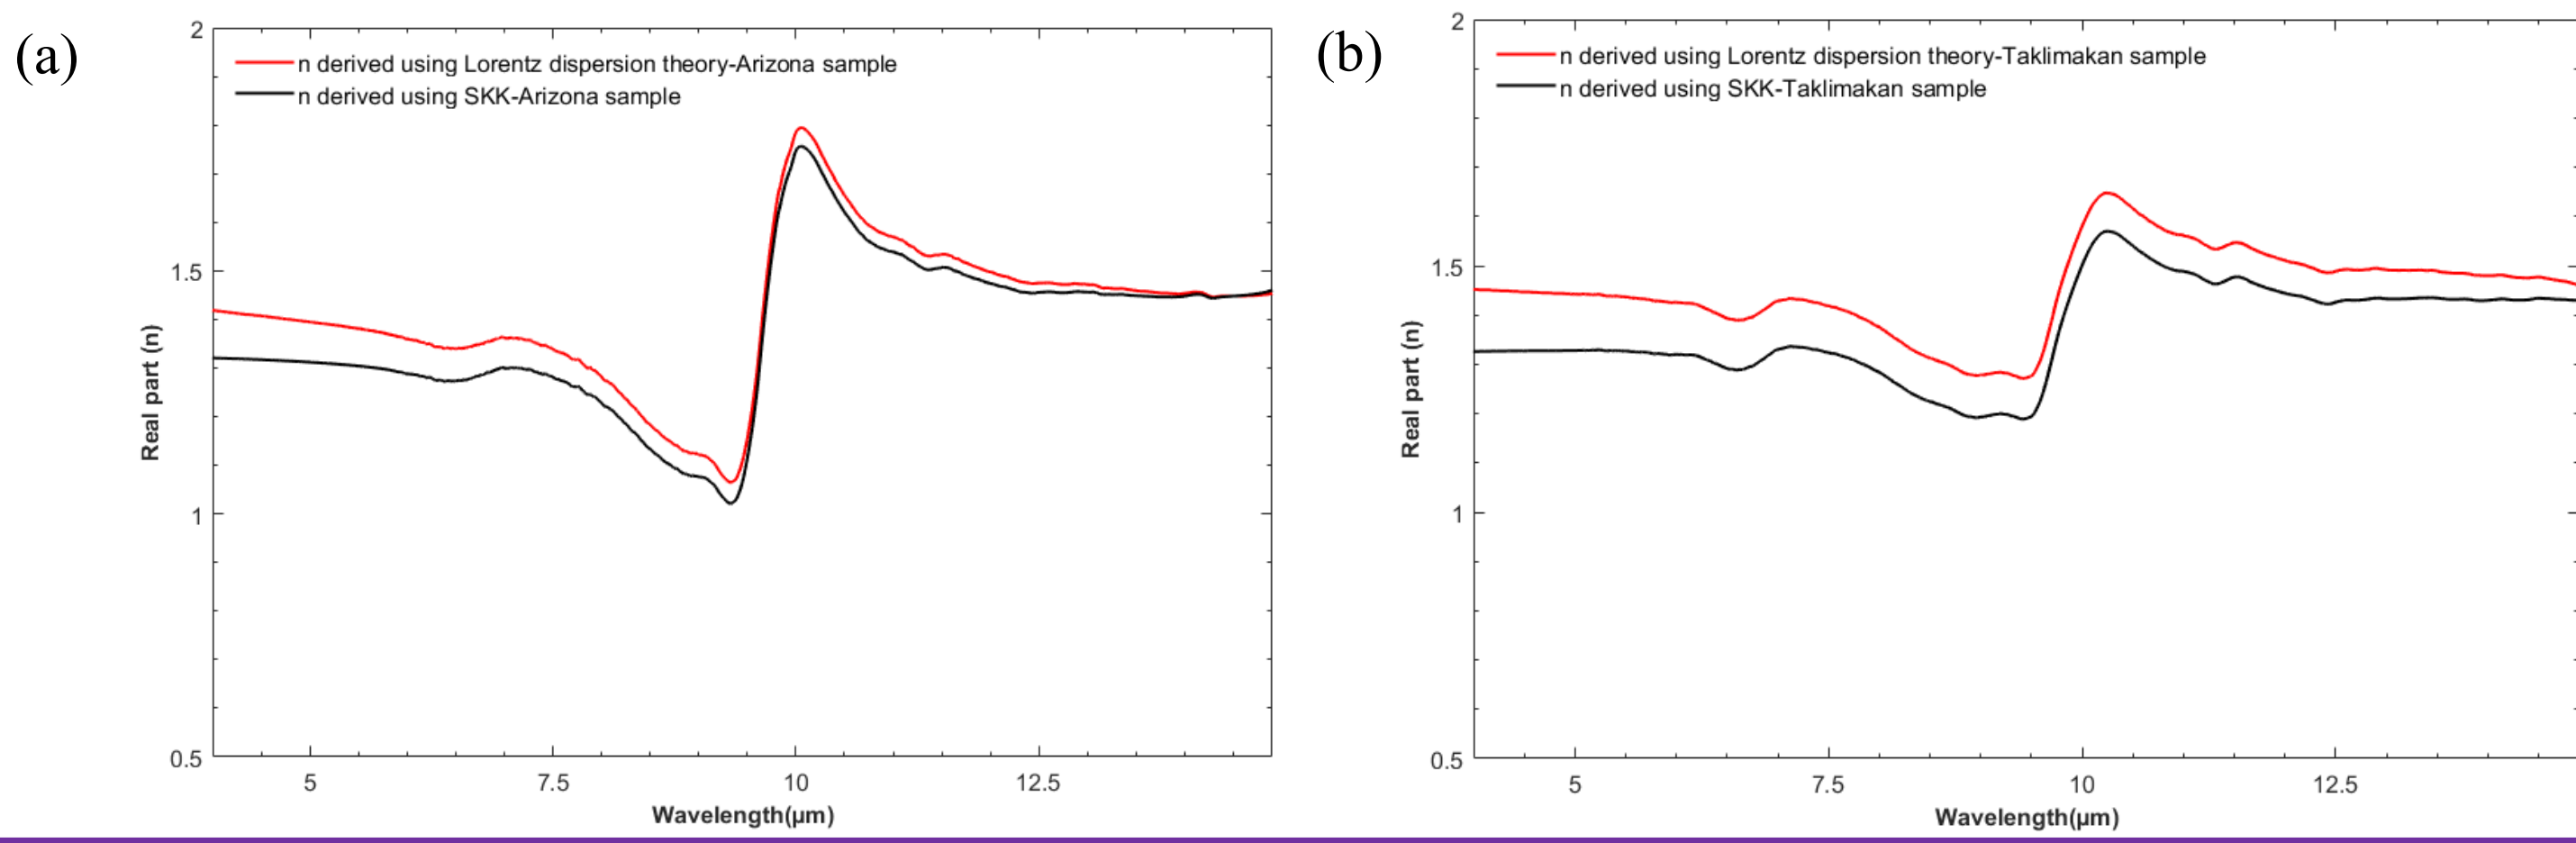 (a)
2
n derived using Lorentz dispersion theory-Arizona sample
n derived using SKK-Arizona sample
1.5
Real part (n)
1
0.5
5 7.5 10 12.5
Wavelength(μm)
(b)
2
n derived using Lorentz dispersion theory-Taklimakan sample
n derived using SKK-Taklimakan sample
1.5
Real part (n)
1
0.5
5 7.5 10 12.5
Wavelength(μm)